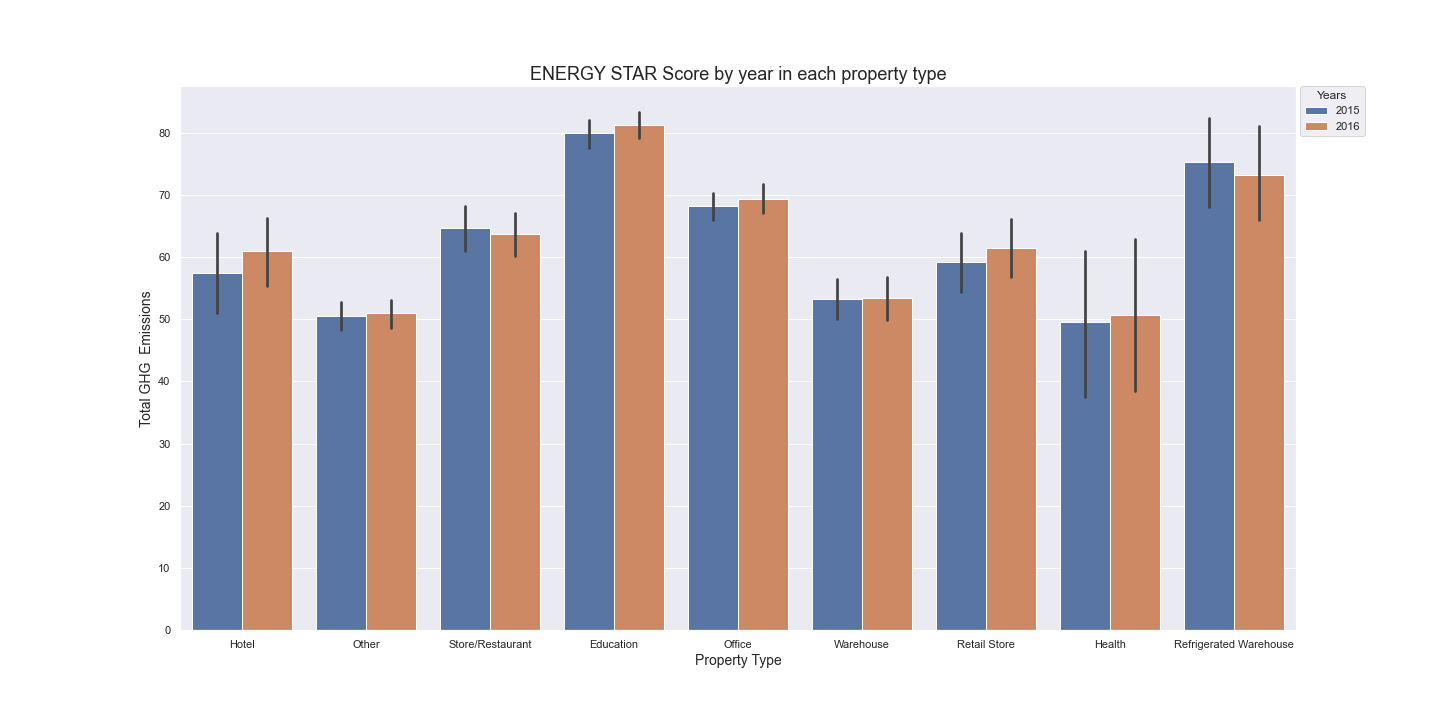 ENERGY STAR Score by year in each property type
Years
2015
2016
Total GHG  Emissions
80
70
60
50
40
30
20
10
0
Hotel
Other
Store/Restaurant
Education
Office
Warehouse
Retail Store
Health
Refrigerated Warehouse
Property Type